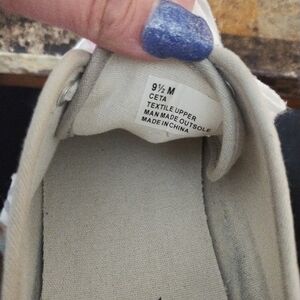 9½ M
CETA
TEXTILE UPPER
MAN MADE OUTSOLE
MADE IN CHINA